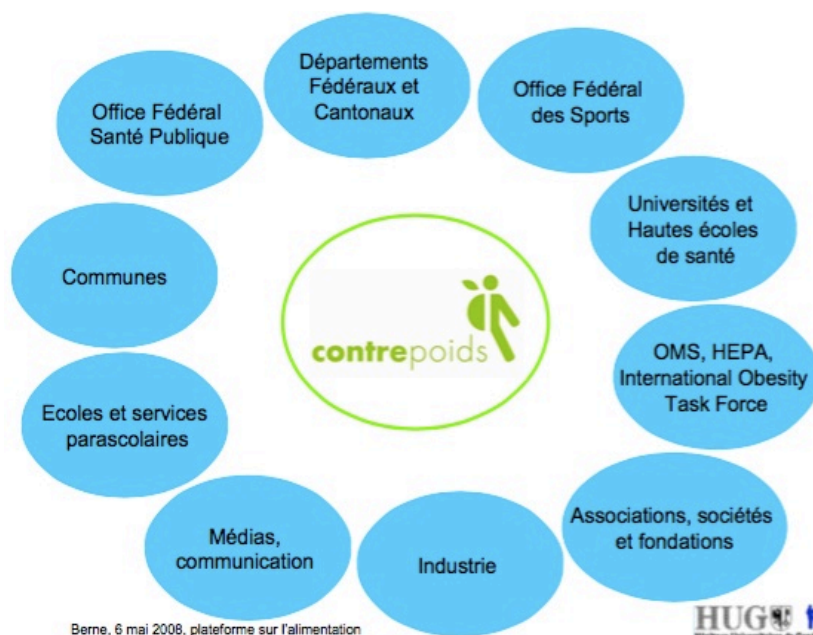 Départements
Fédéraux et
Cantonaux
Office Fédéral
des Sports
Universités et
Hautes écoles
de santé
OMS, HEPA,
International Obesity
Task Force
Associations, sociétés
et fondations
Industrie
Médias,
communication
Ecoles et services
parascolaires
Communes
Office Fédéral
Santé Publique
contrepoids
Berne, 6 mai 2008, plateforme sur l'alimentation
HUG